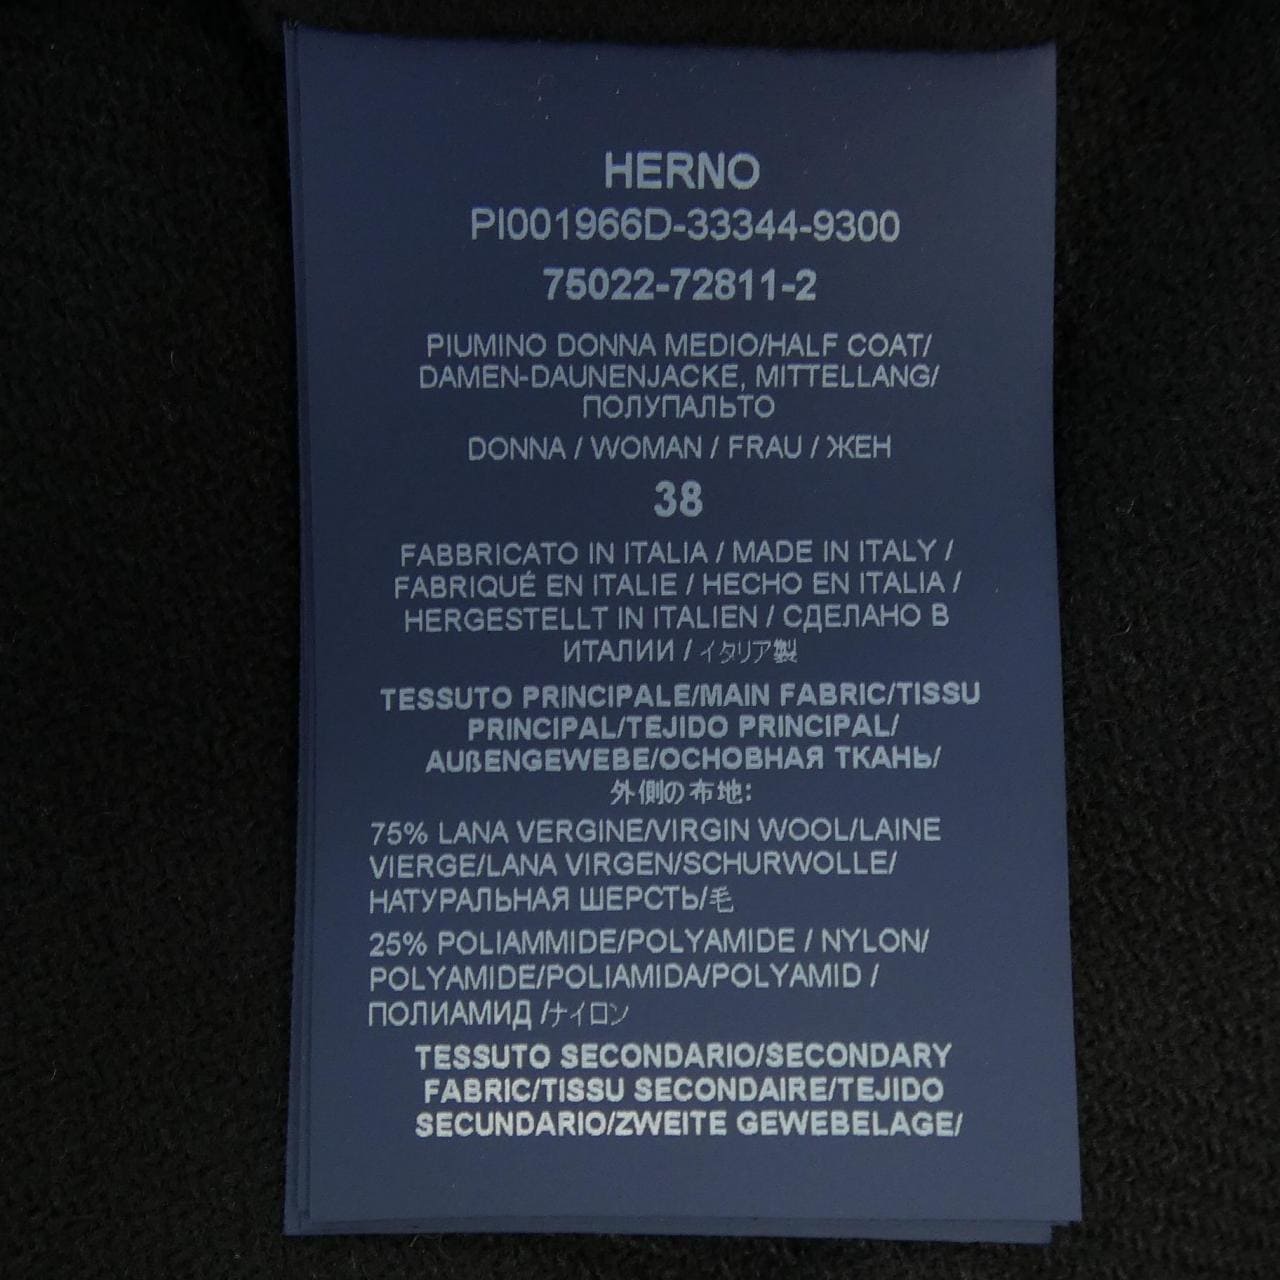 HERNO
PI001966D-33344-9300
75022-72811-2
PIUMINO DONNA MEDIO/HALF COAT/
DAMEN-DAUNENJACKE, MITTELLANG/
ПОЛУПАЛЬТО
DONNA / WOMAN / FRAU / ЖЕН
38
FABBRICATO IN ITALIA / MADE IN ITALY /
FABRIQUÉ EN ITALIE / HECHO EN ITALIA /
HERGESTELLT IN ITALIEN / СДЕЛАНО В
ИТАЛИИ / イタリア製
TESSUTO PRINCIPALE/MAIN FABRIC/TISSU
PRINCIPAL/TEJIDO PRINCIPAL/
AUßENGEWEBE/ОСНОВНАЯ ТКАНЬ/
外側の布地:
75% LANA VERGINE/VIRGIN WOOL/LAINE
VIERGE/LANA VIRGEN/SCHURWOLLE/
НАТУРАЛЬНАЯ ШЕРСТЬ/毛
25% POLIAMMIDE/POLYAMIDE / NYLON/
POLYAMIDE/POLIAMIDA/POLYAMID /
ПОЛИАМИД /ナイロン
TESSUTO SECONDARIO/SECONDARY
FABRIC/TISSU SECONDAIRE/TEJIDO
SECUNDARIO/ZWEITE GEWEBELAGE/